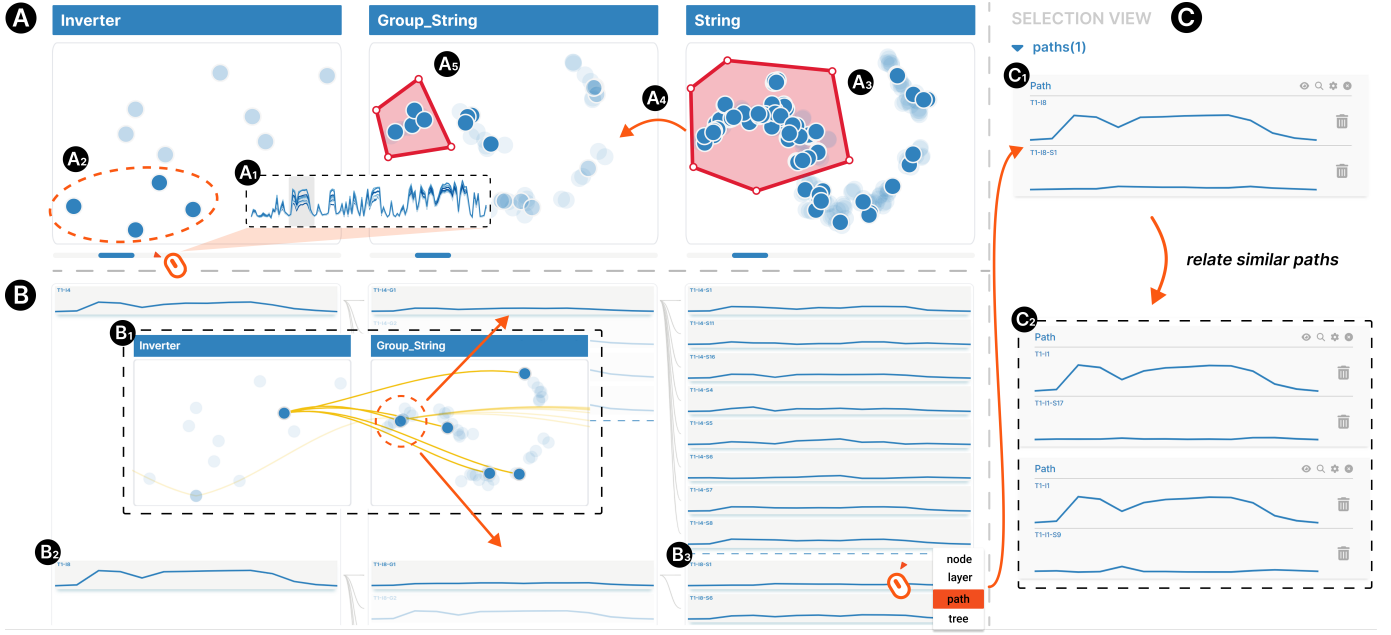 A
Inverter
Group_String
String
A5
A3
A4
A2
A1
SELECTION VIEW
C
paths(1)
C1
Path
T1-I8
T1-I8-S1
relate similar paths
B
T1-I4
T1-I4-G1
T1-I4-G2
T1-I4-S1
T1-I4-S11
T1-I4-S16
T1-I4-S4
T1-I4-S5
T1-I4-S6
T1-I4-S7
T1-I4-S8
B1
Inverter
Group_String
C2
Path
T1-I1
T1-I1-S17
Path
T1-I1
T1-I1-S9
B2
T1-I8
T1-I8-G1
B3
T1-I8-S1
T1-I8-S6
node
layer
path
tree